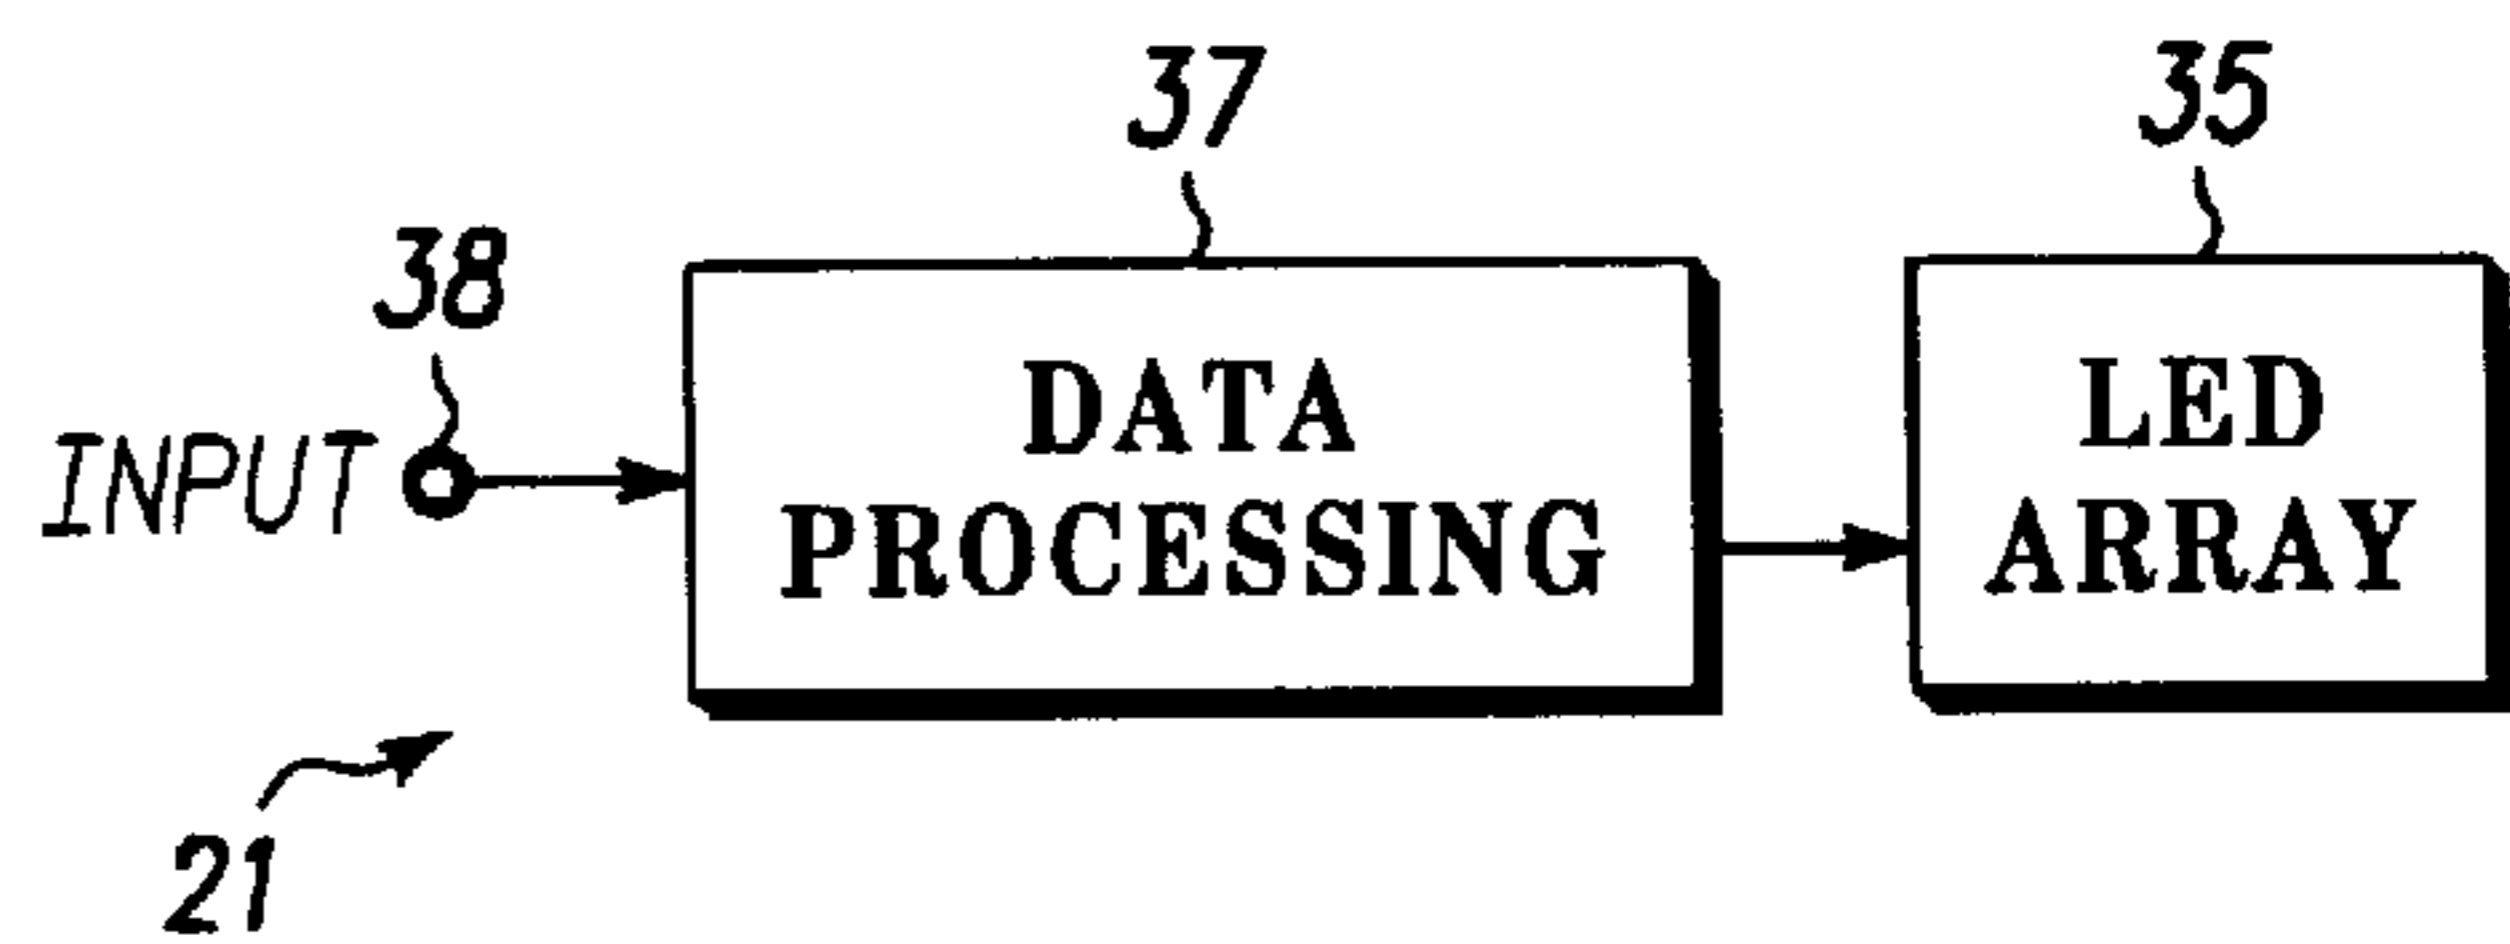 37
35
38
INPUT
DATA
PROCESSING
LED
ARRAY
21